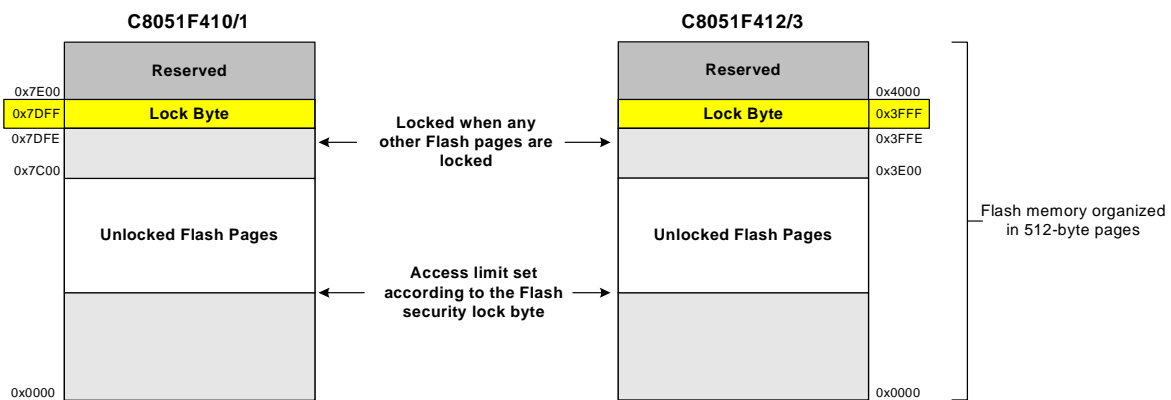 C8051F410/1
C8051F412/3
Reserved
Reserved
0x7E00
0x4000
0x7DFF
Lock Byte
Lock Byte
0x3FFF
Locked when any
other Flash pages are
locked
0x7DFE
0x3FFE
0x7C00
0x3E00
Unlocked Flash Pages
Unlocked Flash Pages
Flash memory organized
in 512-byte pages
Access limit set
according to the Flash
security lock byte
0x0000
0x0000